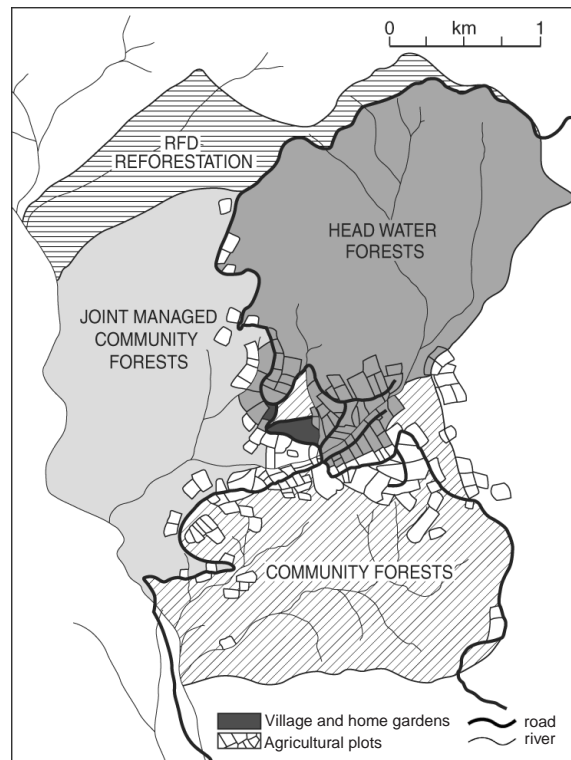 0 km 1
RFD
REFORESTATION
HEAD WATER
FORESTS
JOINT MANAGED
COMMUNITY
FORESTS
COMMUNITY FORESTS
Village and home gardens
road
Agricultural plots
river